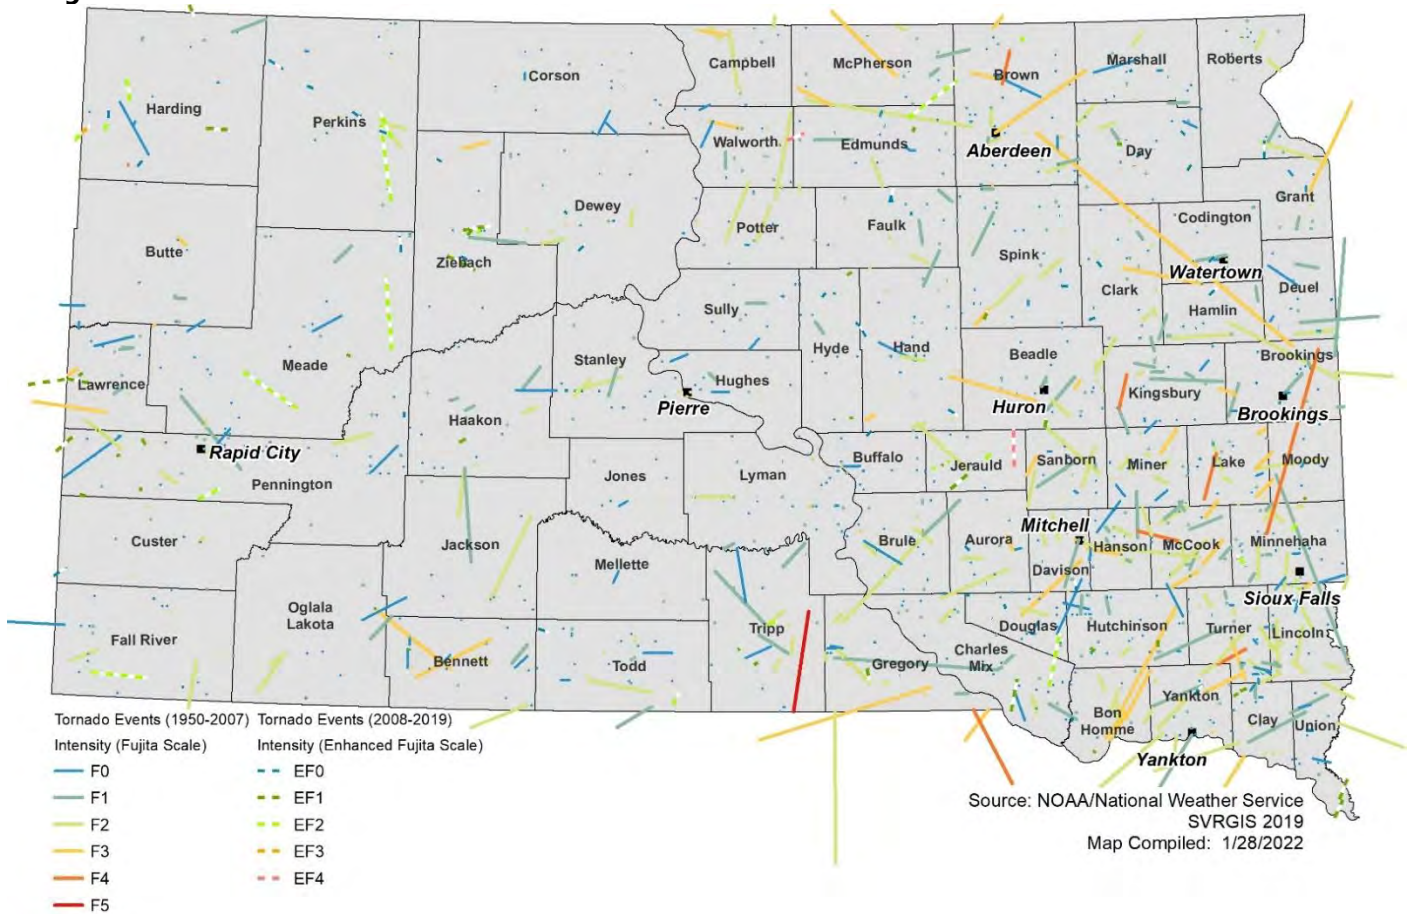 Campbell
McPherson
Brown
Marshall
Roberts
Corson
Harding
Perkins
Walworth
Edmunds
Aberdeen
Day
Dewey
Potter
Faulk
Grant
Codington
Butte
Ziebach
Spink
Watertown
Clark
Deuel
Hamlin
Sully
Hyde
Hand
Beadle
Brookings
Stanley
Meade
Lawrence
Hughes
Kingsbury
Pierre
Huron
Brookings
Haakon
Rapid City
Buffalo
Jerauld
Sanborn
Miner
Lake
Moody
Pennington
Jones
Lyman
Mitchell
Custer
Jackson
Brule
Aurora
Hanson
McCook
Minnehaha
Mellette
Davison
Sioux Falls
Oglala
Lakota
Fall River
Tripp
Douglas
Hutchinson
Turner
Lincoln
Bennett
Todd
Gregory
Charles
Mix
Yankton
Bon
Homme
Clay
Union
Yankton
Tornado Events (1950-2007) Tornado Events (2008-2019)
Intensity (Fujita Scale) Intensity (Enhanced Fujita Scale)
F0 EF0
F1 EF1
F2 EF2
F3 EF3
F4 EF4
F5
Source: NOAA/National Weather Service
SVRGIS 2019
Map Compiled: 1/28/2022